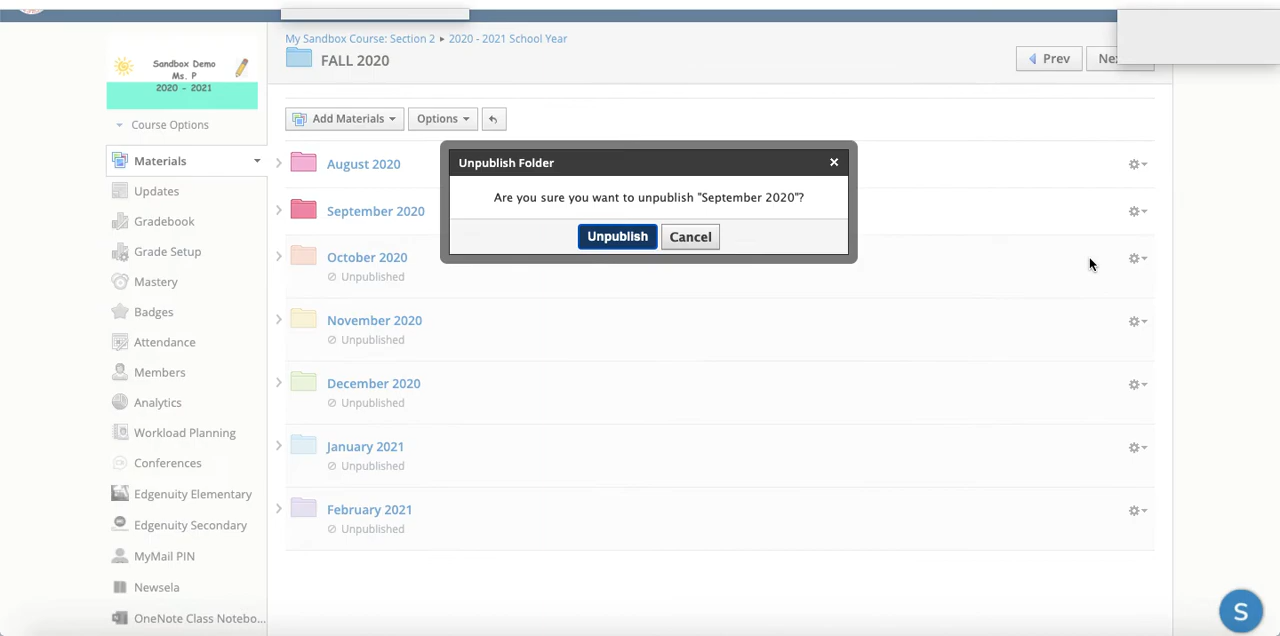 My Sandbox Course: Section 2 ▸ 2020 - 2021 School Year
FALL 2020
Prev
Sandbox Demo
Ms. P
2020 - 2021
Course Options
Add Materials
Options
Materials
Updates
Gradebook
Grade Setup
Mastery
Badges
Attendance
Members
Analytics
Workload Planning
Conferences
Edgenuity Elementary
Edgenuity Secondary
MyMail PIN
Newsela
OneNote Class Notebo...
August 2020
September 2020
October 2020
Unpublished
November 2020
Unpublished
December 2020
Unpublished
January 2021
Unpublished
February 2021
Unpublished
Unpublish Folder
Are you sure you want to unpublish "September 2020"?
Unpublish
Cancel
S